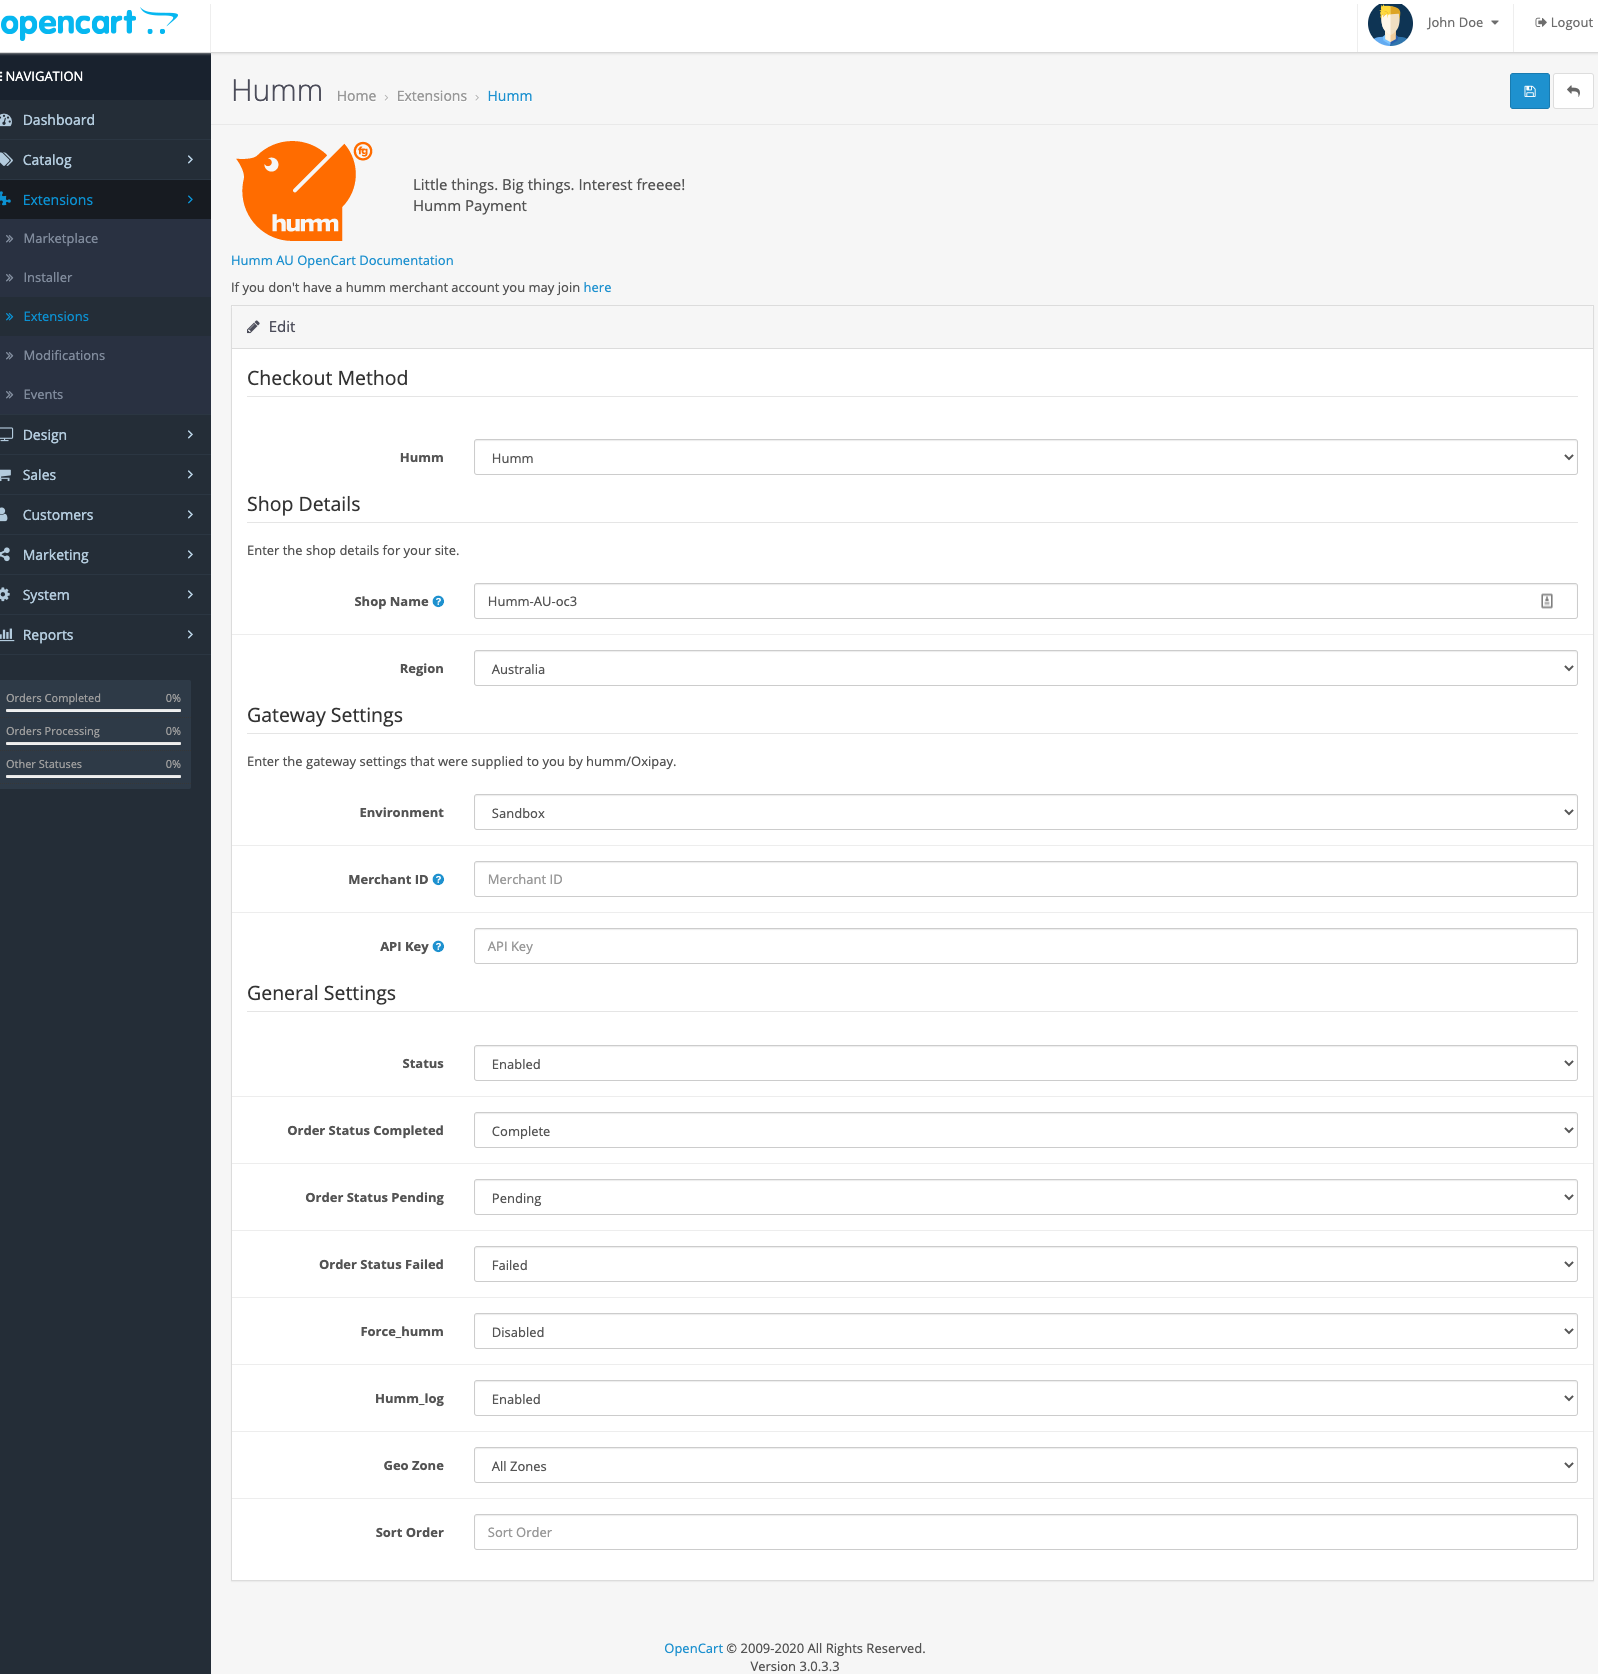 opencart
John Doe
Logout
NAVIGATION
Dashboard
Catalog
Extensions
Marketplace
Installer
Extensions
Modifications
Events
Design
Sales
Customers
Marketing
System
Reports
Orders Completed 0%
Orders Processing 0%
Other Statuses 0%
Humm Home › Extensions › Humm
humm
fg
Little things. Big things. Interest freeee!
Humm Payment
Humm AU OpenCart Documentation
If you don't have a humm merchant account you may join here
Edit
Checkout Method
Humm Humm
Shop Details
Enter the shop details for your site.
Shop Name ? Humm-AU-oc3
Region Australia
Gateway Settings
Enter the gateway settings that were supplied to you by humm/Oxipay.
Environment Sandbox
Merchant ID ? Merchant ID
API Key ? API Key
General Settings
Status Enabled
Order Status Completed Complete
Order Status Pending Pending
Order Status Failed Failed
Force_humm Disabled
Humm_log Enabled
Geo Zone All Zones
Sort Order Sort Order
OpenCart © 2009-2020 All Rights Reserved.
Version 3.0.3.3